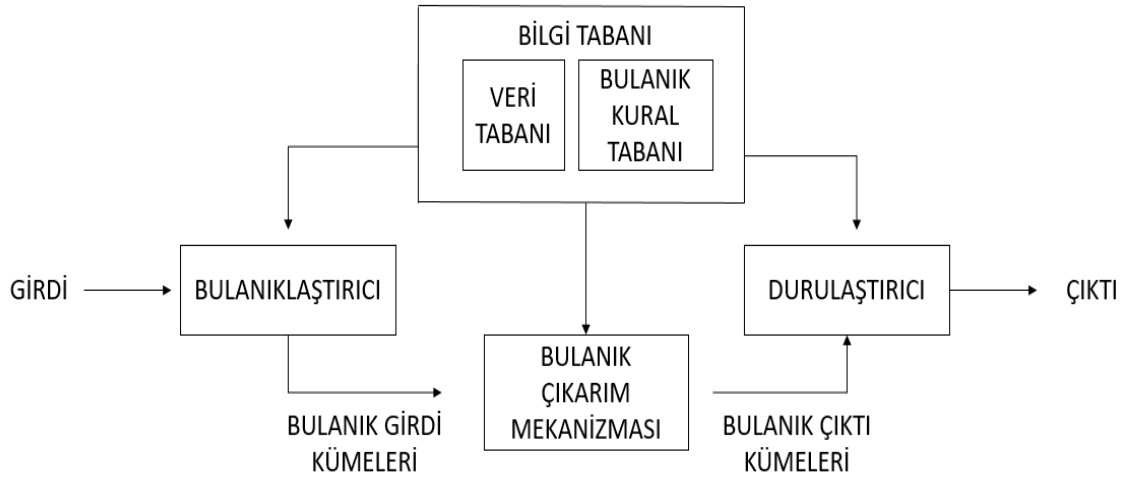 BİLGİ TABANI
VERİ
TABANI
BULANIK
KURAL
TABANI
GİRDİ
BULANIKLAŞTIRICI
DURULAŞTIRICI
ÇIKTI
BULANIK
ÇIKARIM
MEKANİZMASI
BULANIK GİRDİ
KÜMELERİ
BULANIK ÇIKTI
KÜMELERİ